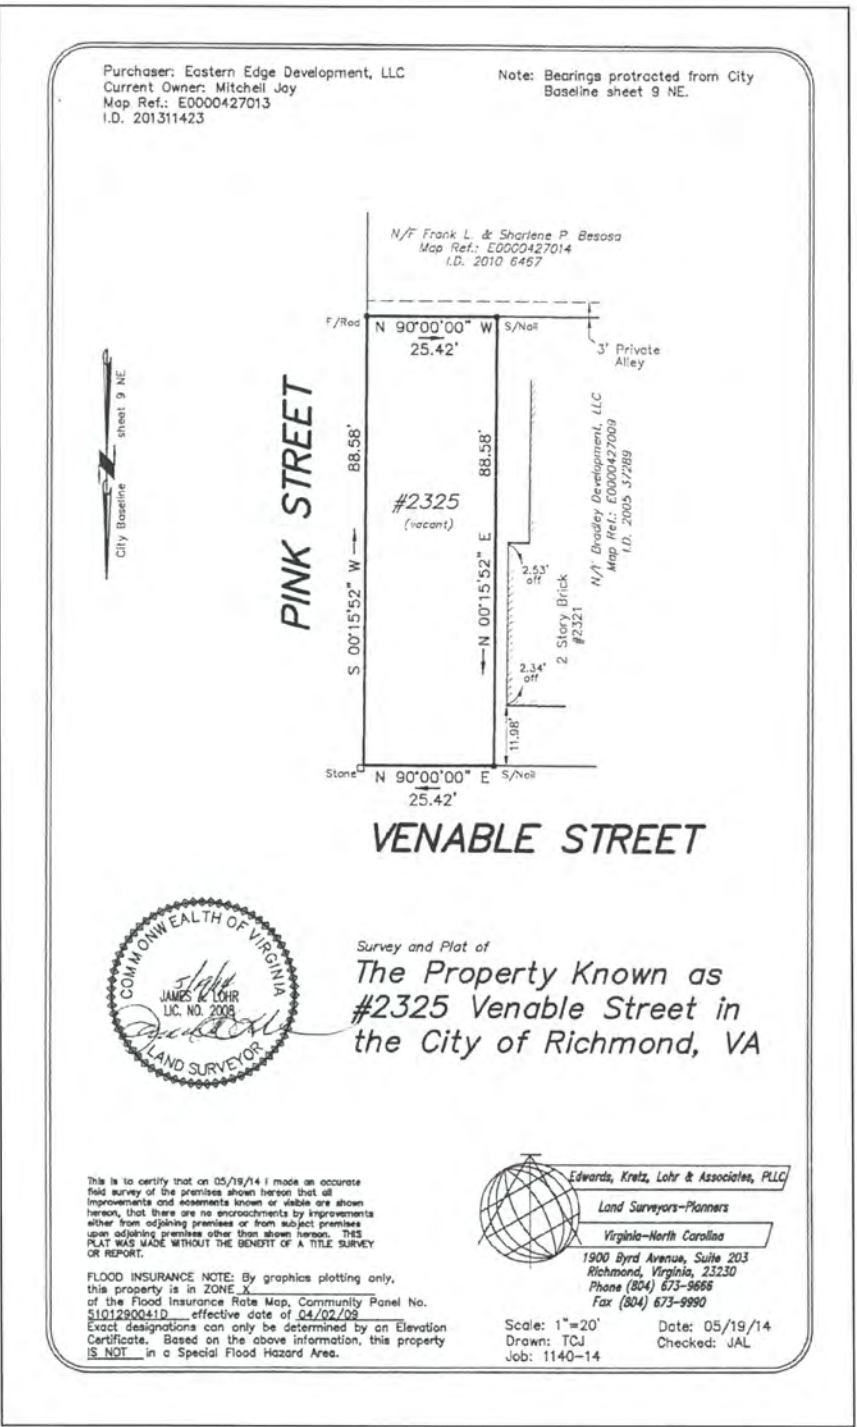 Purchaser: Eastern Edge Development, LLC
Current Owner: Mitchell Jay
Map Ref.: E0000427013
I.D. 201311423
Note: Bearings protracted from City
Baseline sheet 9 NE.
N/F Frank L. & Sharlene P. Besosa
Map Ref.: E0000427014
I.D. 2010 6467
F/Rod
N 90°00'00" W
S/Nail
25.42'
3' Private
Alley
City Baseline sheet 9 NE
PINK STREET
S 00°15'52" W
88.58'
#2325
(vacant)
N 00°15'52" E
88.58'
2.53'
off
2.34'
off
11.98'
2 Story Brick
#2321
N/F Bradley Development, LLC
Map Ref.: E0000427009
I.D. 2005 37289
Stone
N 90°00'00" E
S/Nail
25.42'
VENABLE STREET
COMMONWEALTH OF VIRGINIA
5/19/14
JAMES A. LOHR
LIC. NO. 2008
LAND SURVEYOR
Survey and Plat of
The Property Known as
#2325 Venable Street in
the City of Richmond, VA
This is to certify that on 05/19/14 I made an accurate
field survey of the premises shown hereon that all
improvements and easements known or visible are shown
hereon, that there are no encroachments by improvements
either from adjoining premises or from subject premises
upon adjoining premises other than shown hereon. THIS
PLAT WAS MADE WITHOUT THE BENEFIT OF A TITLE SURVEY
OR REPORT.
FLOOD INSURANCE NOTE: By graphics plotting only,
this property is in ZONE X
of the Flood Insurance Rate Map, Community Panel No.
5101290041D effective date of 04/02/09
Exact designations can only be determined by an Elevation
Certificate. Based on the above information, this property
IS NOT in a Special Flood Hazard Area.
Edwards, Kretz, Lohr & Associates, PLLC
Land Surveyors-Planners
Virginia-North Carolina
1900 Byrd Avenue, Suite 203
Richmond, Virginia, 23230
Phone (804) 673-9666
Fax (804) 673-9990
Scale: 1"=20'
Date: 05/19/14
Drawn: TCJ
Checked: JAL
Job: 1140-14